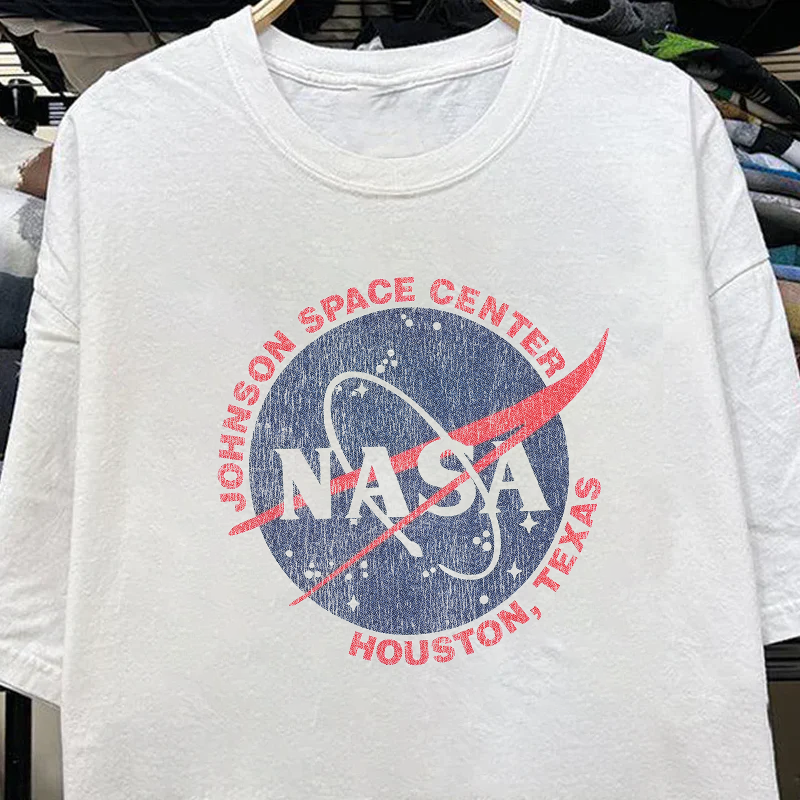 JOHNSON SPACE CENTER
NASA
HOUSTON, TEXAS